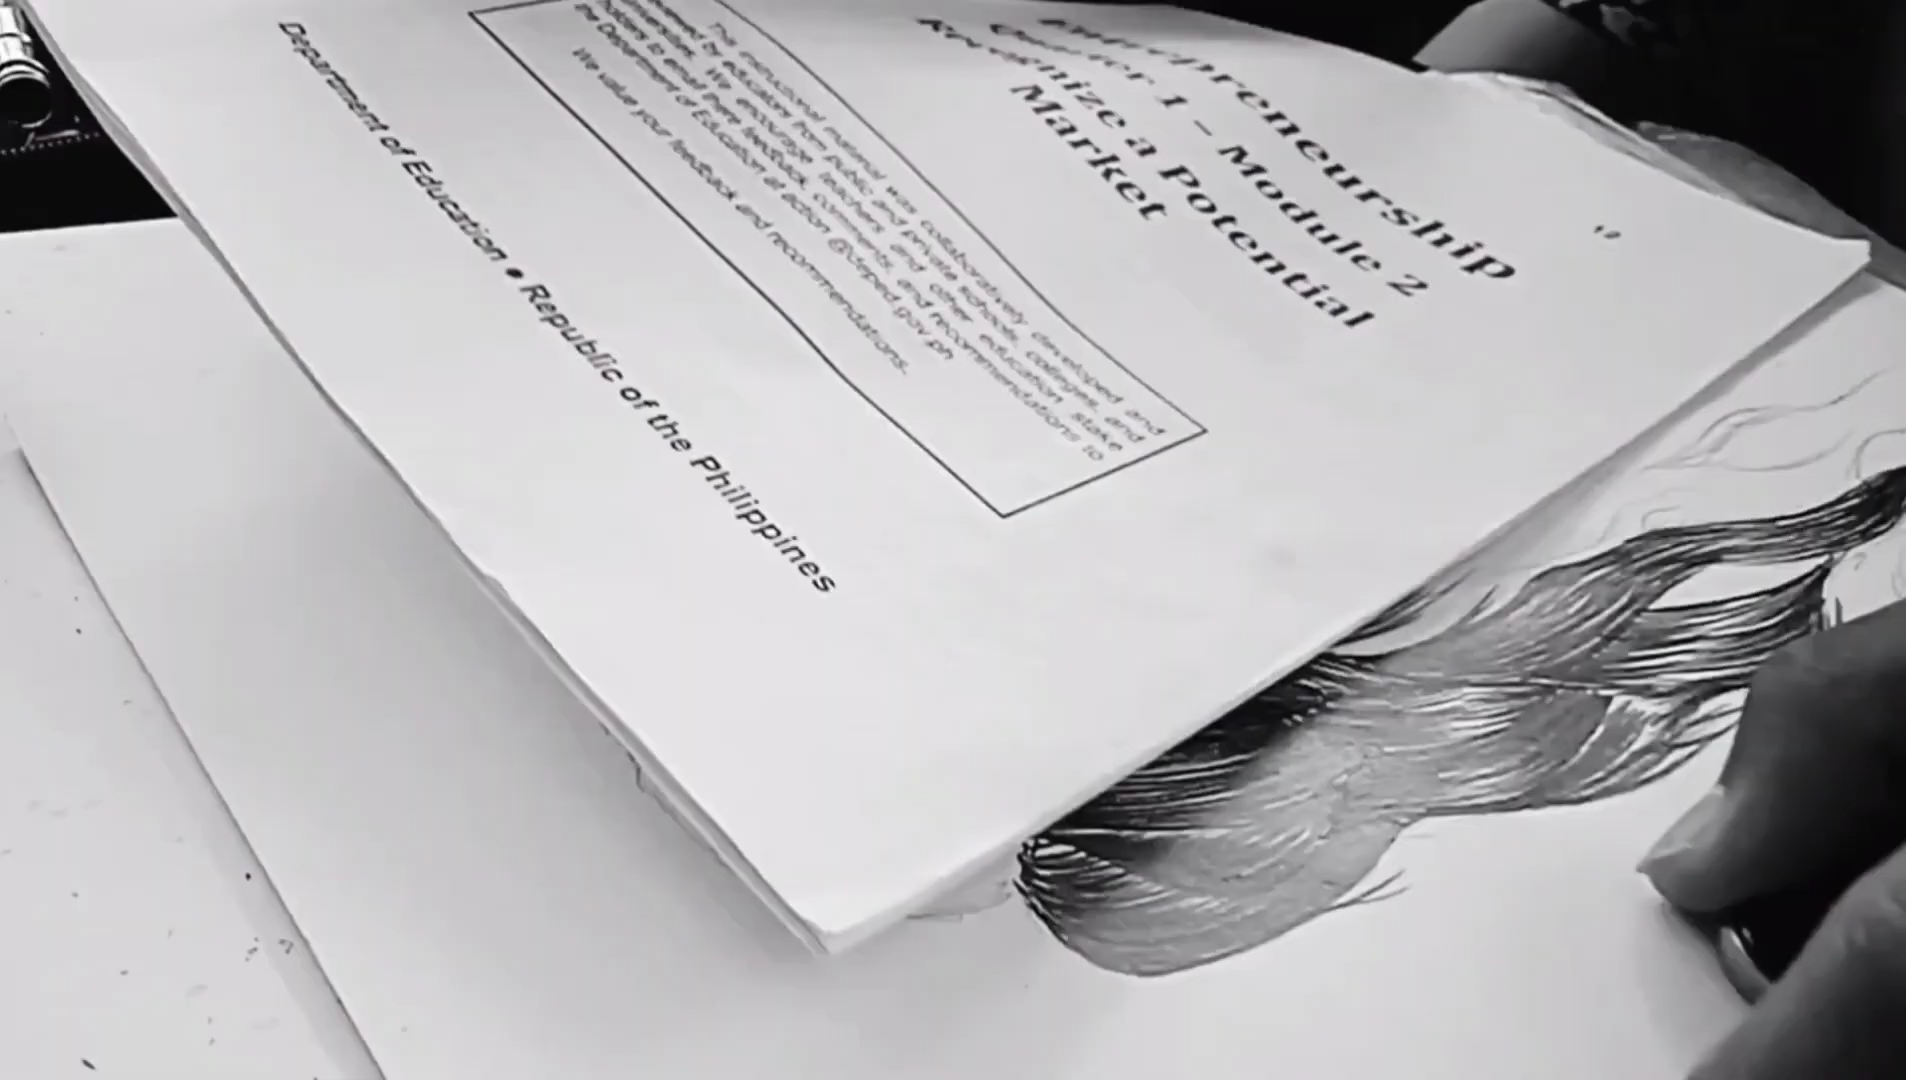 Entrepreneurship
Quarter 1 – Module 2
Recognize a Potential
Market
This instructional material was collaboratively developed and
reviewed by educators from public and private schools, colleges, and
universities. We encourage teachers and other education stake
holders to email there feedback, comments, and recommendations to
the Department of Education at action @deped.gov.ph
We value your feedback and recommendations.
Department of Education • Republic of the Philippines